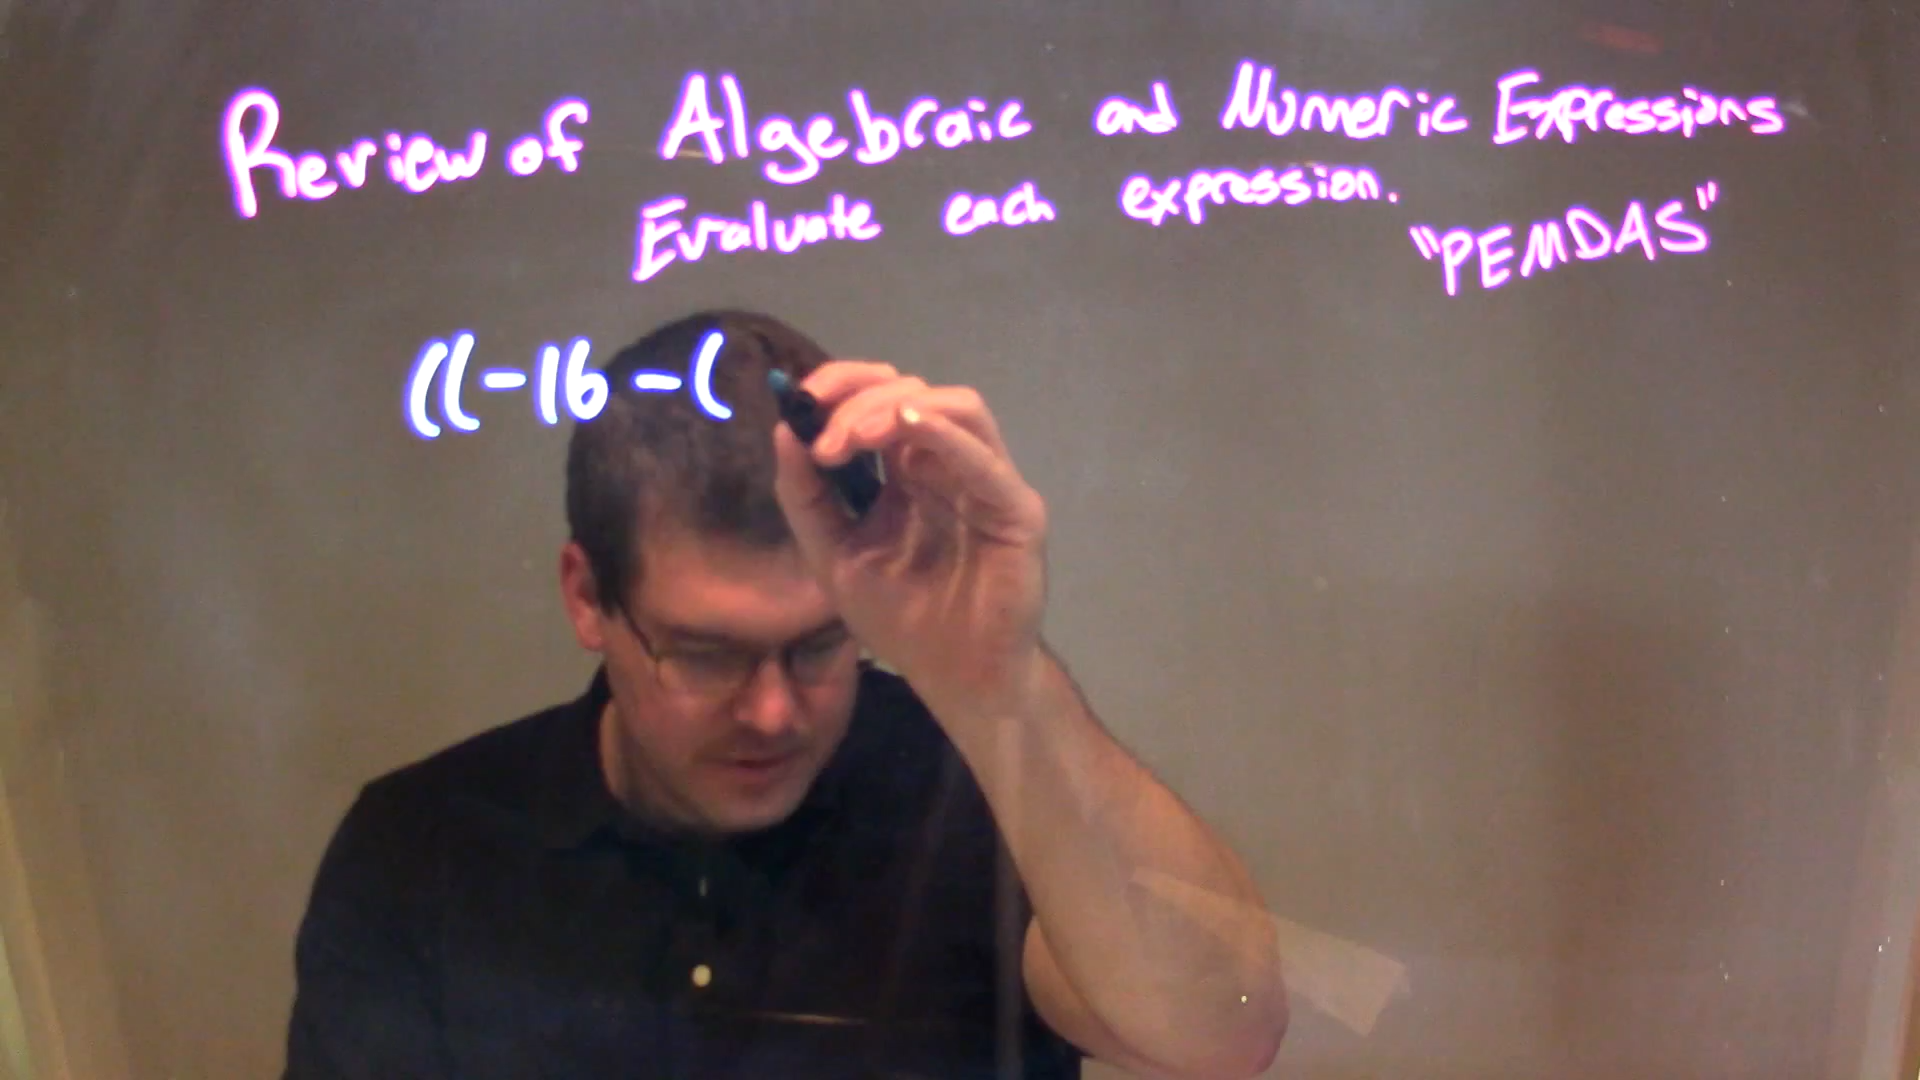 Review of Algebraic and Numeric Expressions
Evaluate each expression.
"PEMDAS"
((-16-(